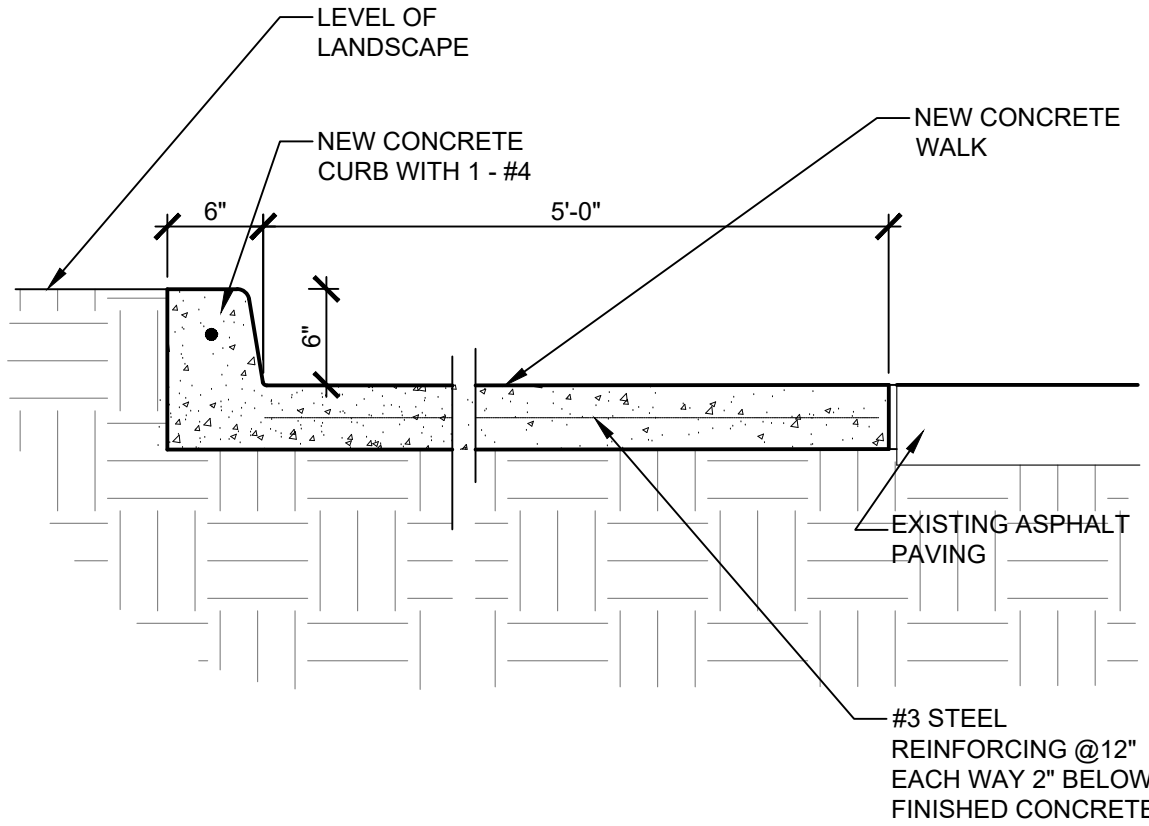 LEVEL OF
LANDSCAPE
NEW CONCRETE
CURB WITH 1 - #4
NEW CONCRETE
WALK
6"
5'-0"
6"
EXISTING ASPHALT
PAVING
#3 STEEL
REINFORCING @12"
EACH WAY 2" BELOW
FINISHED CONCRETE